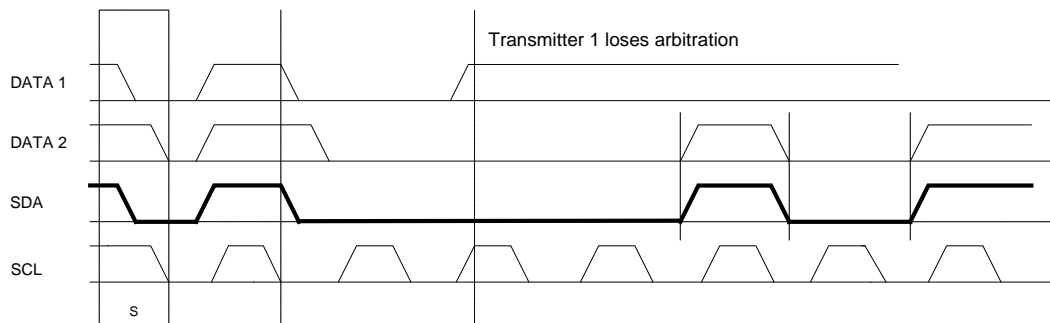 Transmitter 1 loses arbitration
DATA 1
DATA 2
SDA
SCL
S